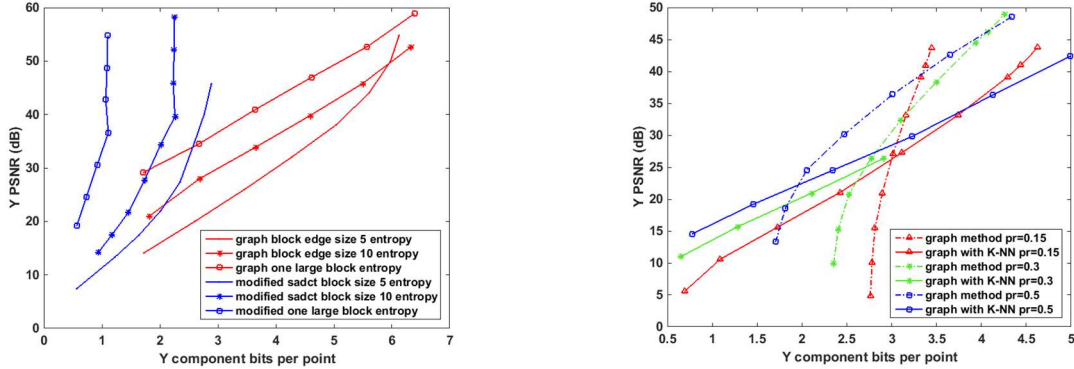 60
50
40
30
20
10
0
0
1
2
3
4
5
6
7
Y PSNR (dB)
Y component bits per point
graph block edge size 5 entropy
graph block edge size 10 entropy
graph one large block entropy
modified sadct block size 5 entropy
modified sadct block size 10 entropy
modified one large block entropy
50
45
40
35
30
25
20
15
10
5
0
0.5
1
1.5
2
2.5
3
3.5
4
4.5
5
Y PSNR (dB)
Y component bits per point
graph method pr=0.15
graph with K-NN pr=0.15
graph method pr=0.3
graph with K-NN pr=0.3
graph method pr=0.5
graph with K-NN pr=0.5